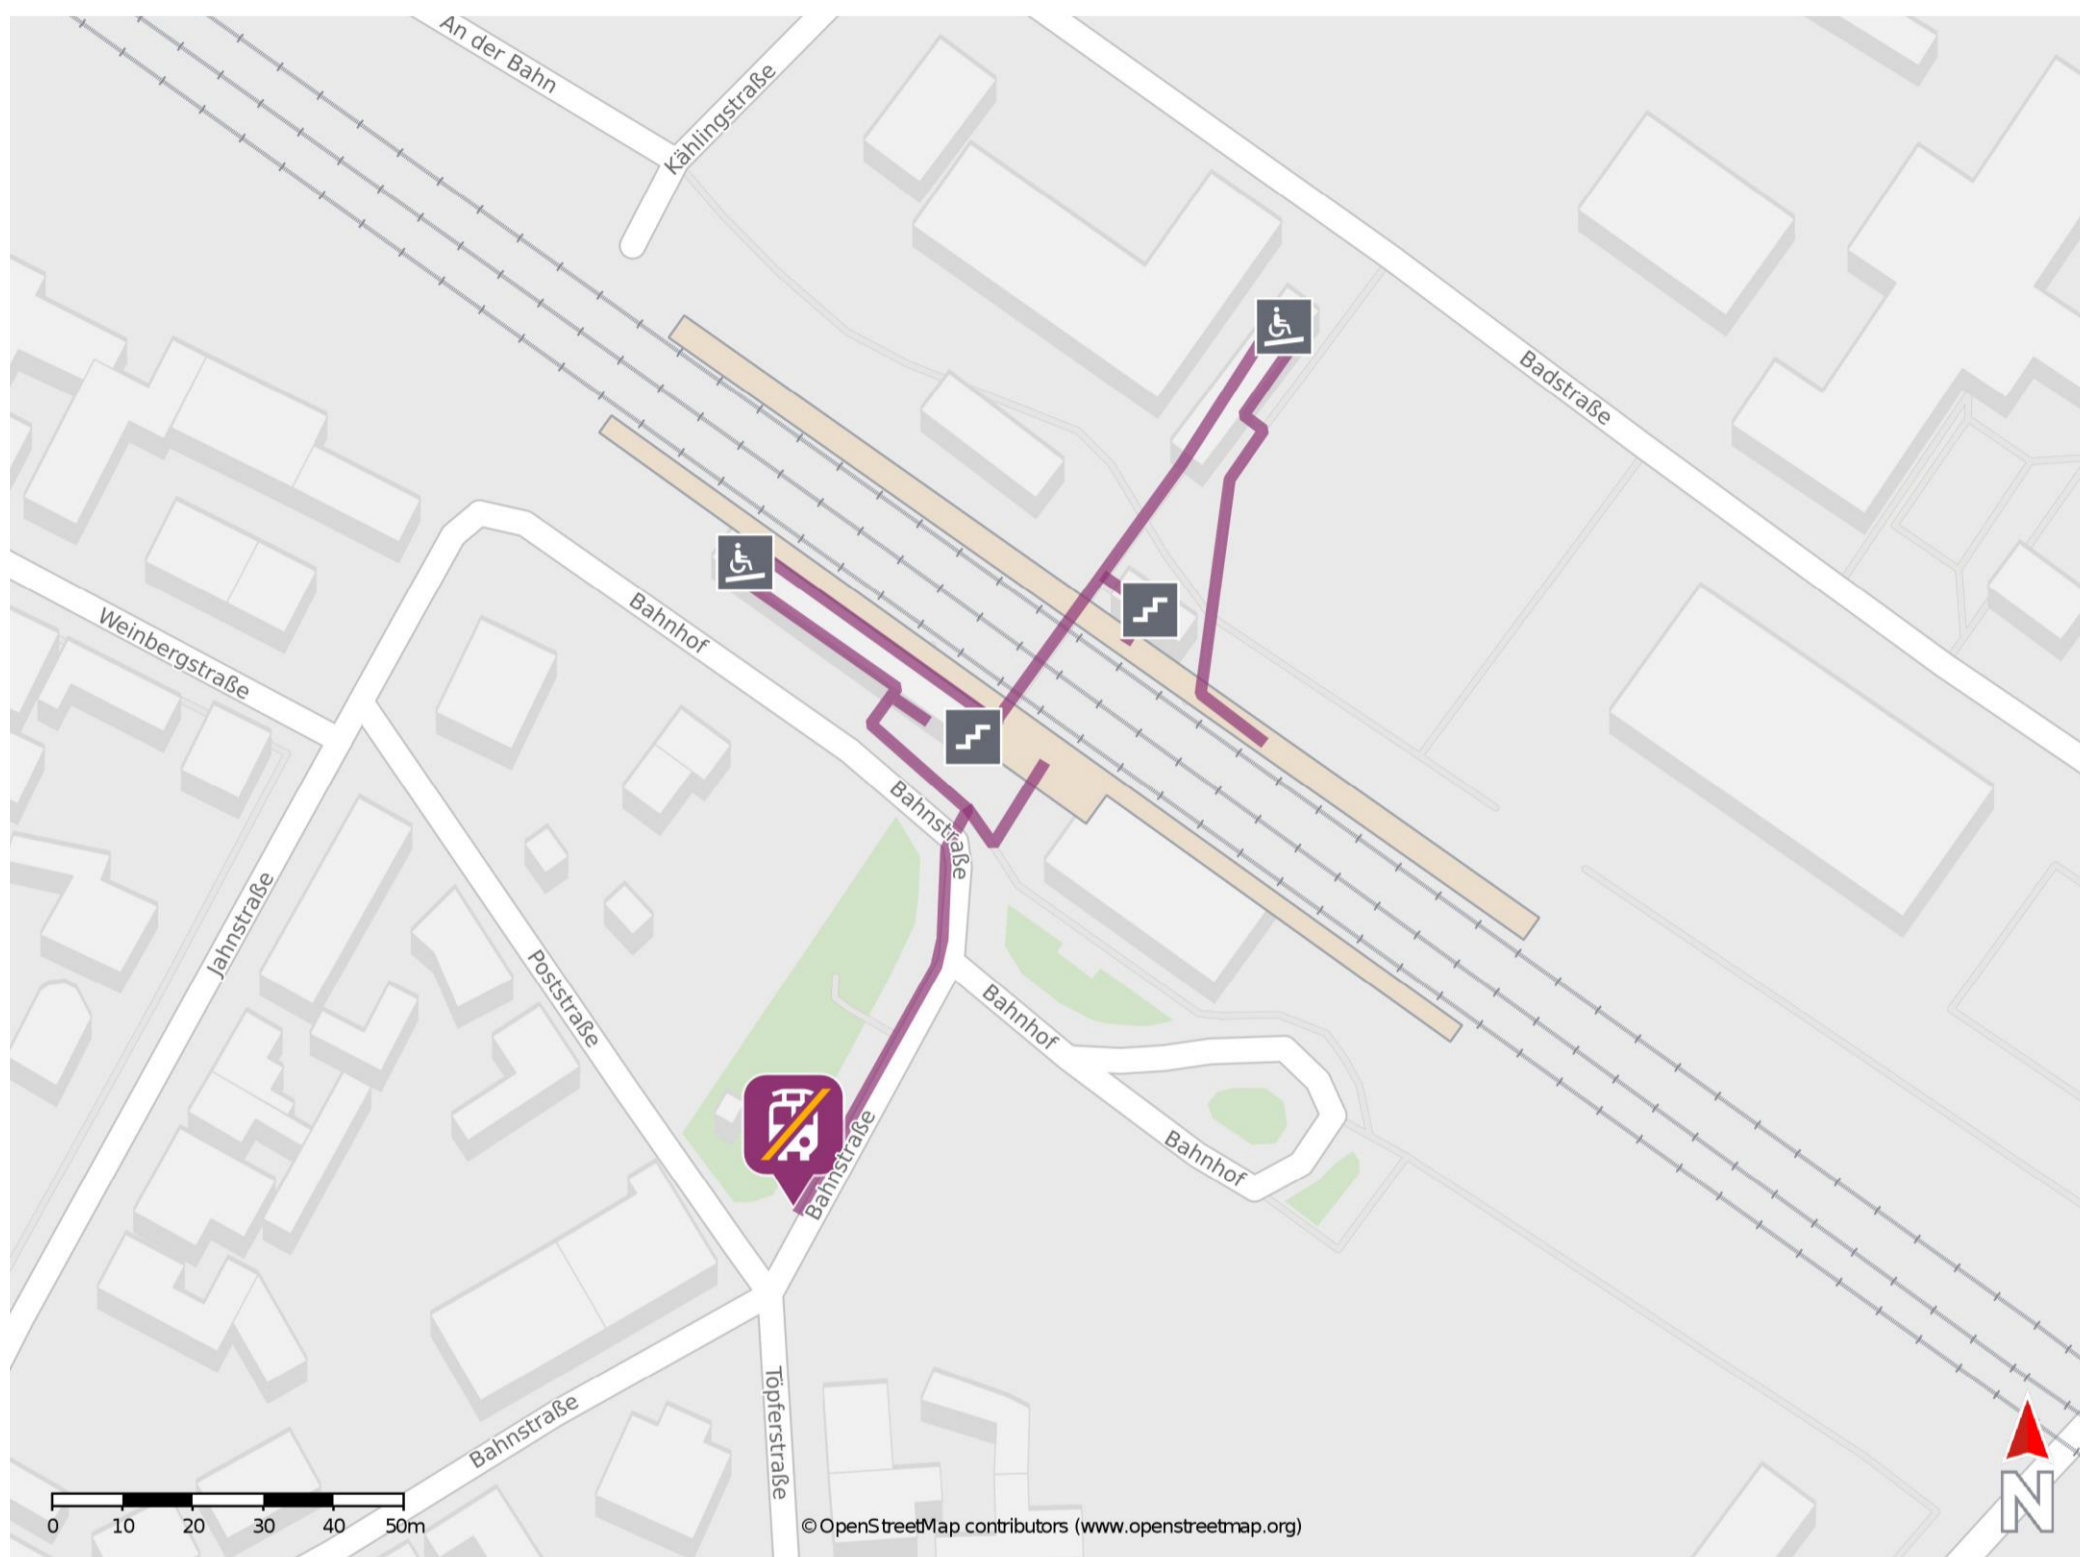 An der Bahn
Kählingstraße
Badstraße
Bahnhof
Weinbergstraße
Bahnstraße
Jahnstraße
Poststraße
Bahnhof
Bahnstraße
Bahnhof
Töpferstraße
Bahnstraße
0 10 20 30 40 50m
© OpenStreetMap contributors (www.openstreetmap.org)
N